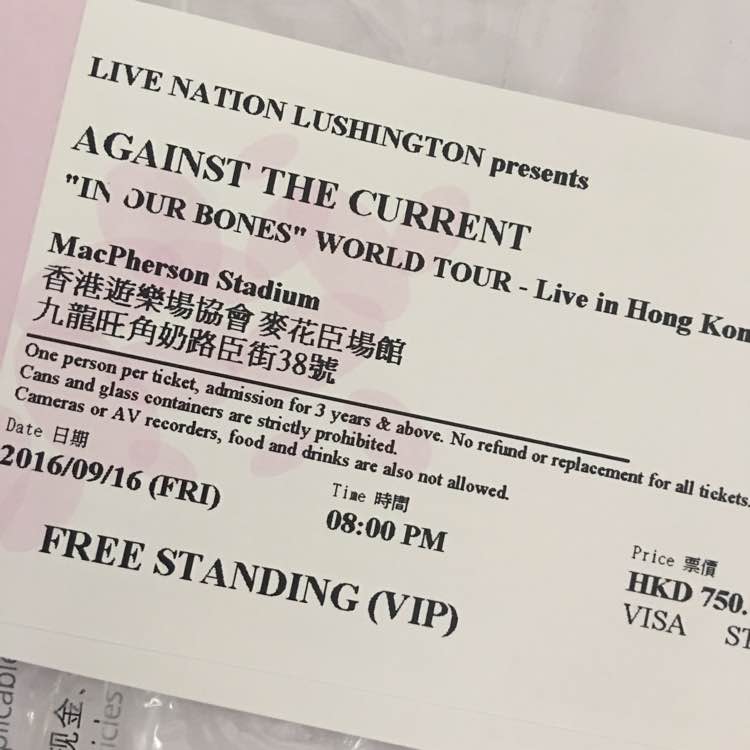 LIVE NATION LUSHINGTON presents
AGAINST THE CURRENT
"IN OUR BONES" WORLD TOUR - Live in Hong Kon
MacPherson Stadium
香港遊樂場協會 麥花臣場館
九龍旺角奶路臣街38號
One person per ticket, admission for 3 years & above. No refund or replacement for all tickets.
Cans and glass containers are strictly prohibited.
Cameras or AV recorders, food and drinks are also not allowed.
Date 日期
2016/09/16 (FRI)
Time 時間
08:00 PM
Price 票價
HKD 750.
VISA ST
FREE STANDING (VIP)
plicable
现金、
icies